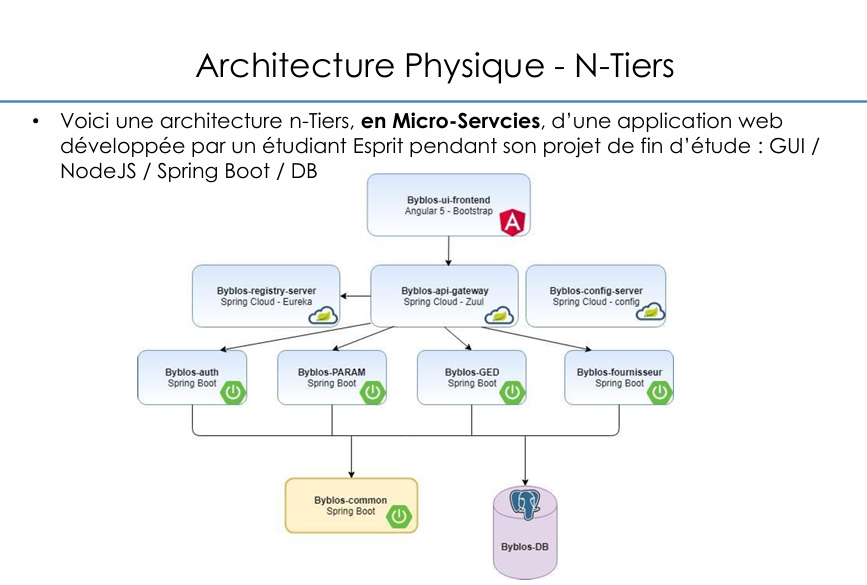 Architecture Physique - N-Tiers
• Voici une architecture n-Tiers, en Micro-Servcies, d'une application web
développée par un étudiant Esprit pendant son projet de fin d'étude : GUI /
NodeJS / Spring Boot / DB
Byblos-ui-frontend
Angular 5 - Bootstrap
A
Byblos-registry-server
Spring Cloud - Eureka
Byblos-api-gateway
Spring Cloud - Zuul
Byblos-config-server
Spring Cloud - config
Byblos-auth
Spring Boot
Byblos-PARAM
Spring Boot
Byblos-GED
Spring Boot
Byblos-fournisseur
Spring Boot
Byblos-common
Spring Boot
Byblos-DB